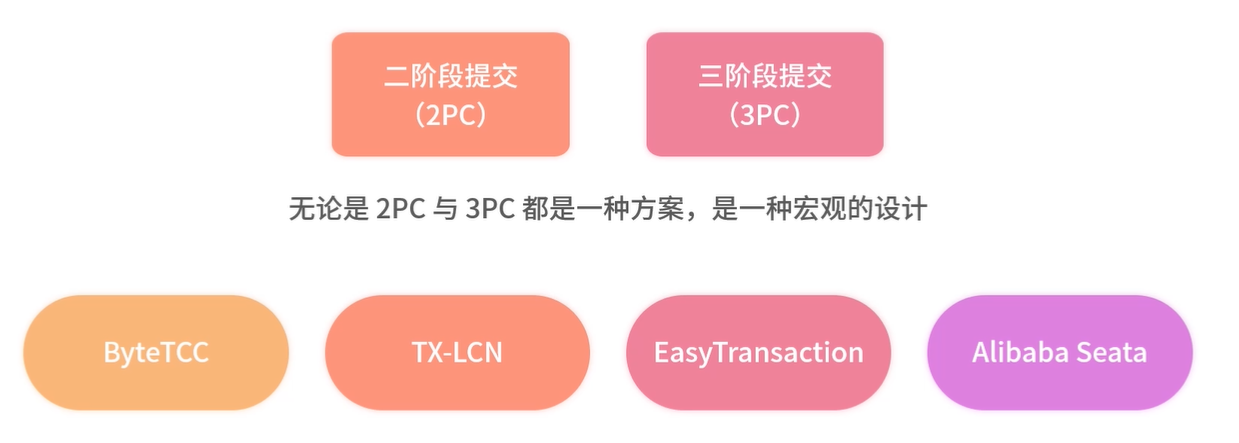 二阶段提交
（2PC）
三阶段提交
（3PC）
无论是 2PC 与 3PC 都是一种方案，是一种宏观的设计
ByteTCC
TX-LCN
EasyTransaction
Alibaba Seata